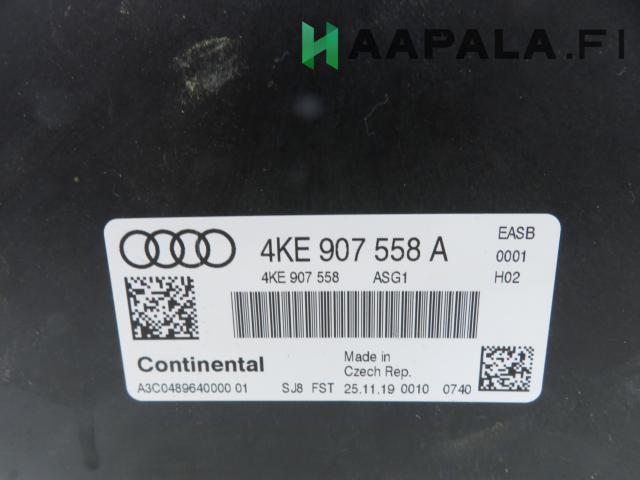 HAAPALA.FI
4KE 907 558 A
EASB
0001
H02
4KE 907 558 ASG1
Continental
Made in
Czech Rep.
A3C0489640000 01 SJ8 FST 25.11.19 0010 0740